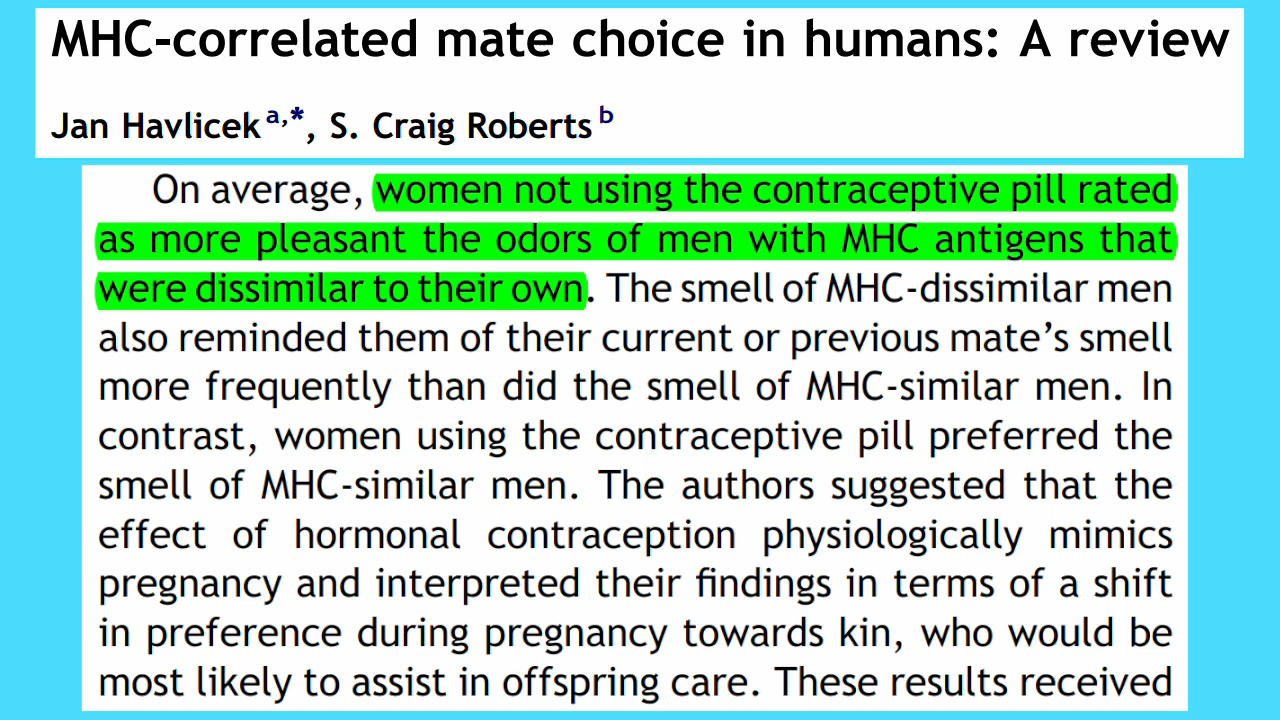 MHC-correlated mate choice in humans: A review
Jan Havlicek a,*, S. Craig Roberts b
On average, women not using the contraceptive pill rated
as more pleasant the odors of men with MHC antigens that
were dissimilar to their own. The smell of MHC-dissimilar men
also reminded them of their current or previous mate’s smell
more frequently than did the smell of MHC-similar men. In
contrast, women using the contraceptive pill preferred the
smell of MHC-similar men. The authors suggested that the
effect of hormonal contraception physiologically mimics
pregnancy and interpreted their findings in terms of a shift
in preference during pregnancy towards kin, who would be
most likely to assist in offspring care. These results received